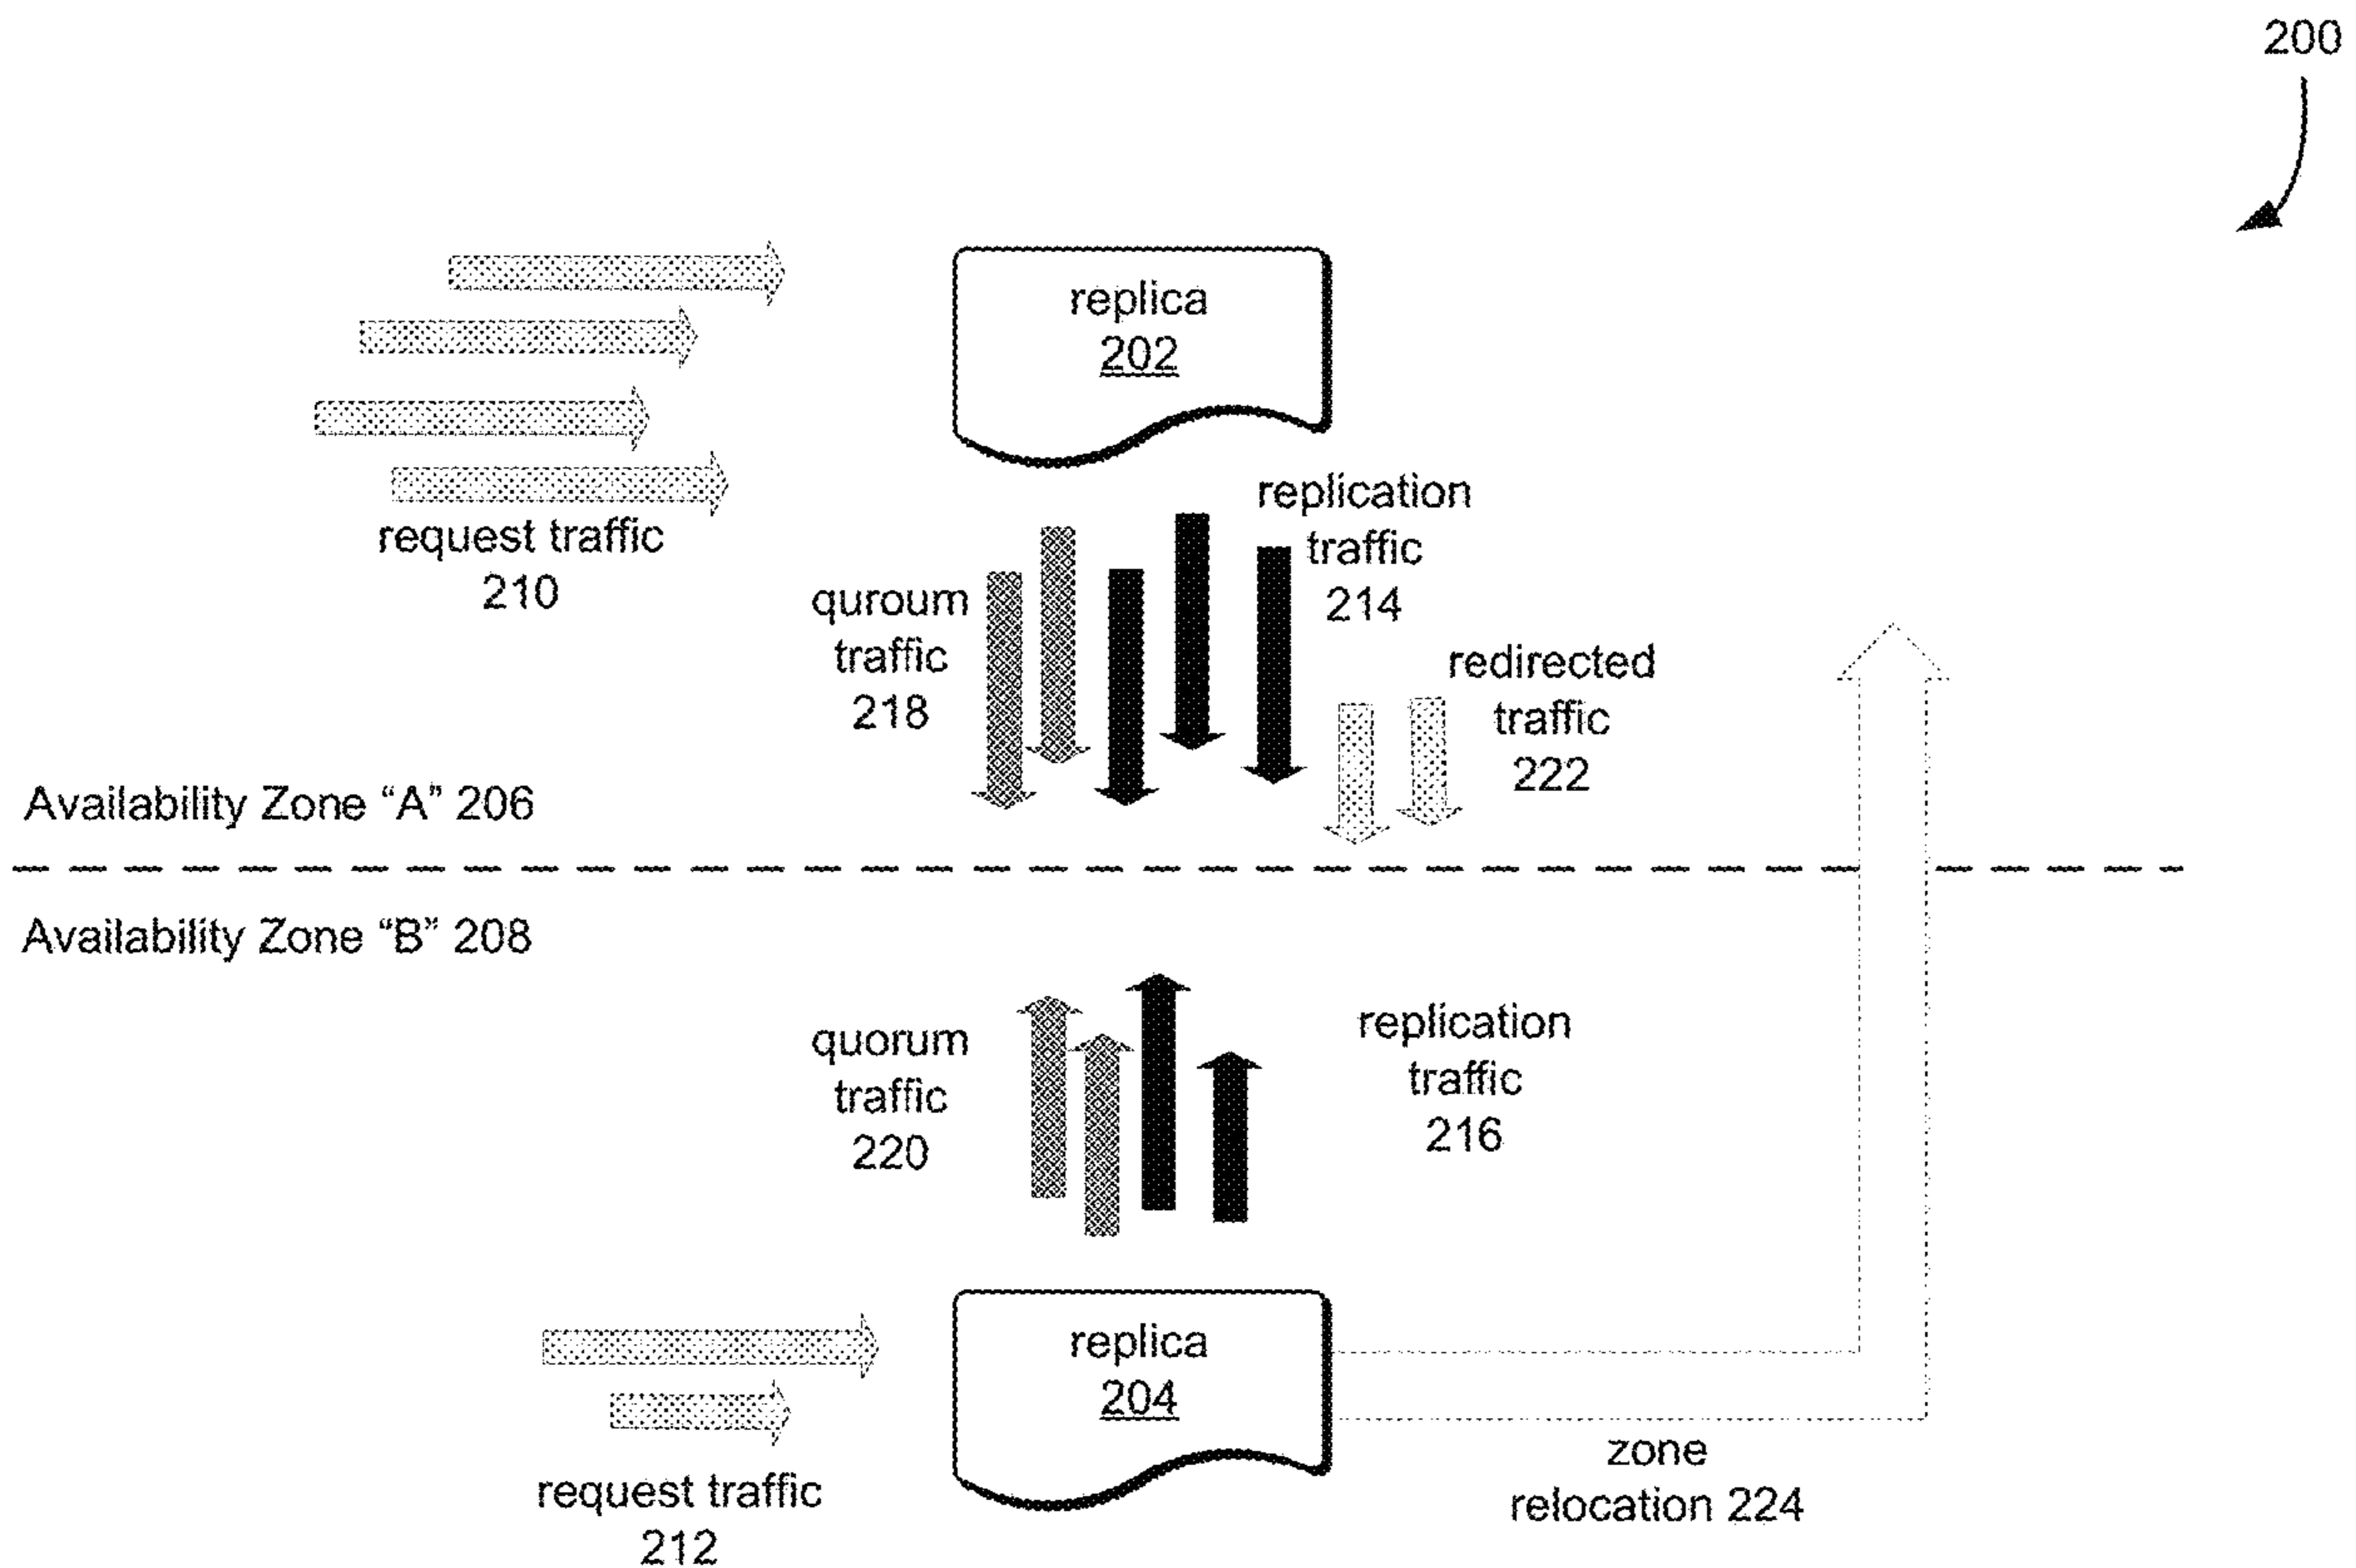 200
replica
202
request traffic
210
replication
traffic
214
quroum
traffic
218
redirected
traffic
222
Availability Zone “A” 206
Availability Zone “B” 208
quorum
traffic
220
replication
traffic
216
replica
204
request traffic
212
zone
relocation 224